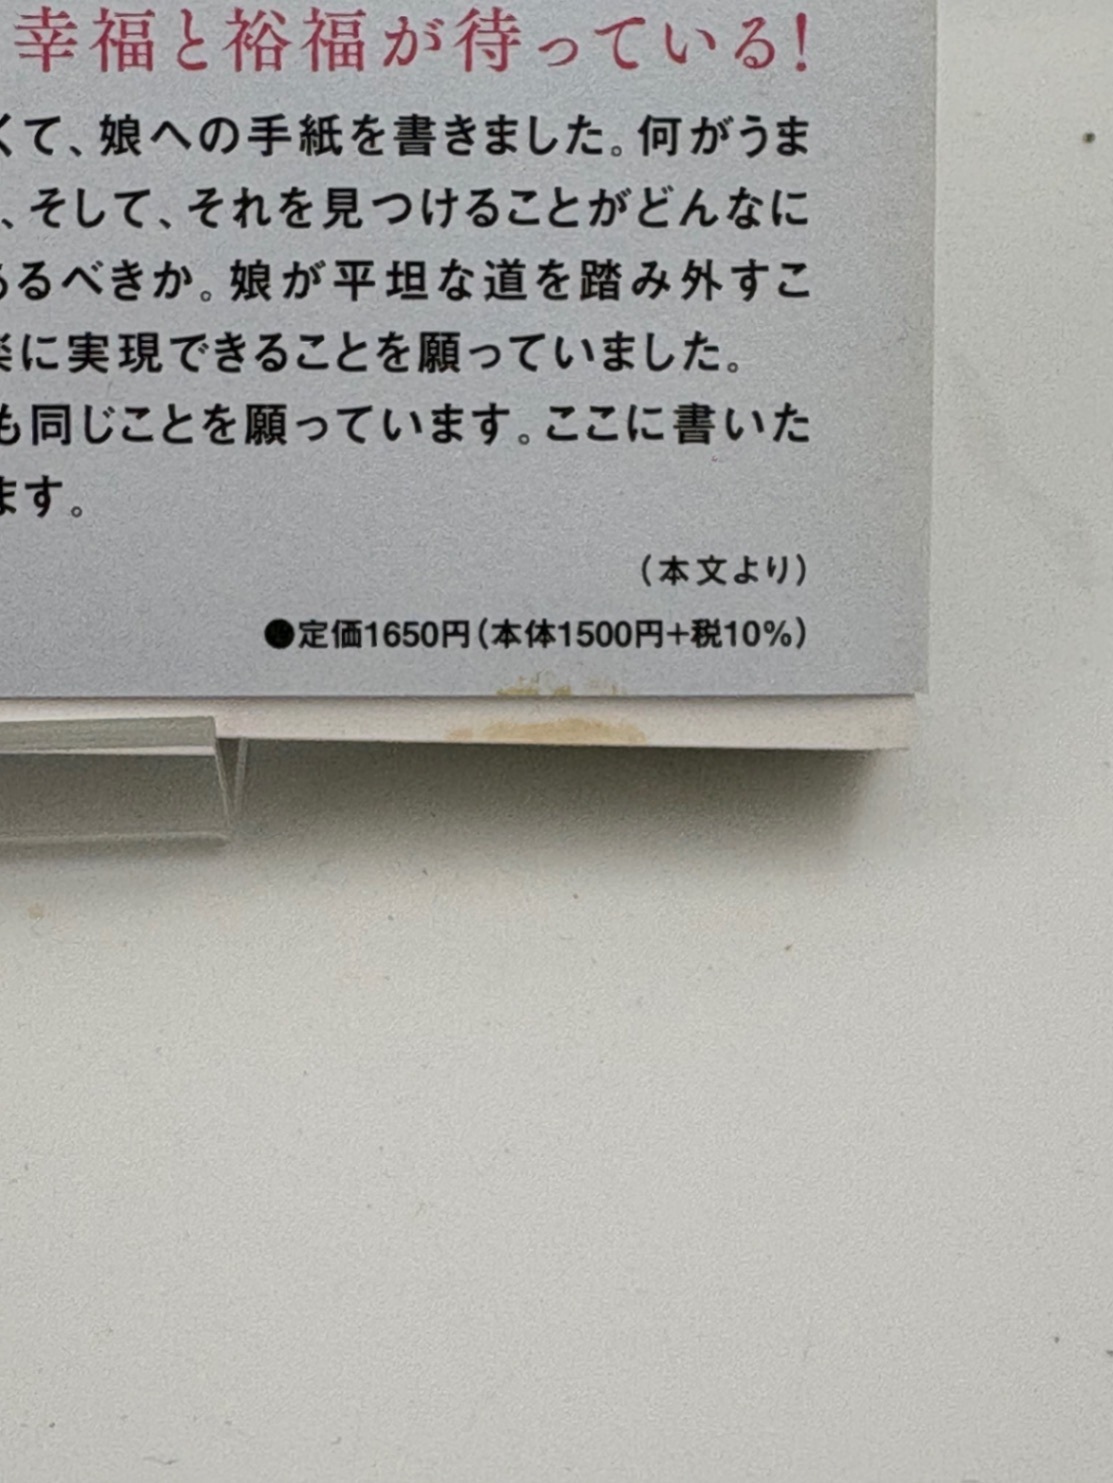 幸福と裕福が待っている!
くて、娘への手紙を書きました。何がうま
、そして、それを見つけることがどんなに
あるべきか。娘が平坦な道を踏み外すこ
に実現できることを願っていました。
も同じことを願っています。ここに書いた
ます。
(本文より)
●定価1650円(本体1500円+税10%)